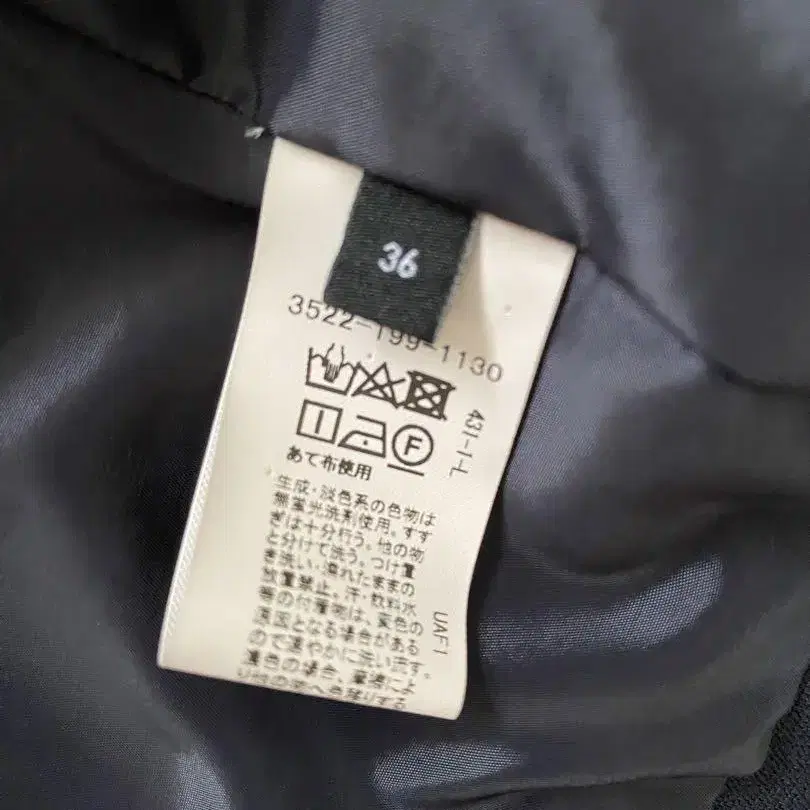 36
3522-199-1130
F
43I-I-L
あて布使用
生成・淡色系の色物は
無蛍光洗剤使用。すす
ぎは十分行う。他の物
と分けて洗う。つけ置
き洗い・濡れたままの
放置禁止。汗・飲料水
等の付着物は、変色の
原因となる場合がある
ので速やかに洗い流す。
濃色の場合、摩擦によ
UAF1